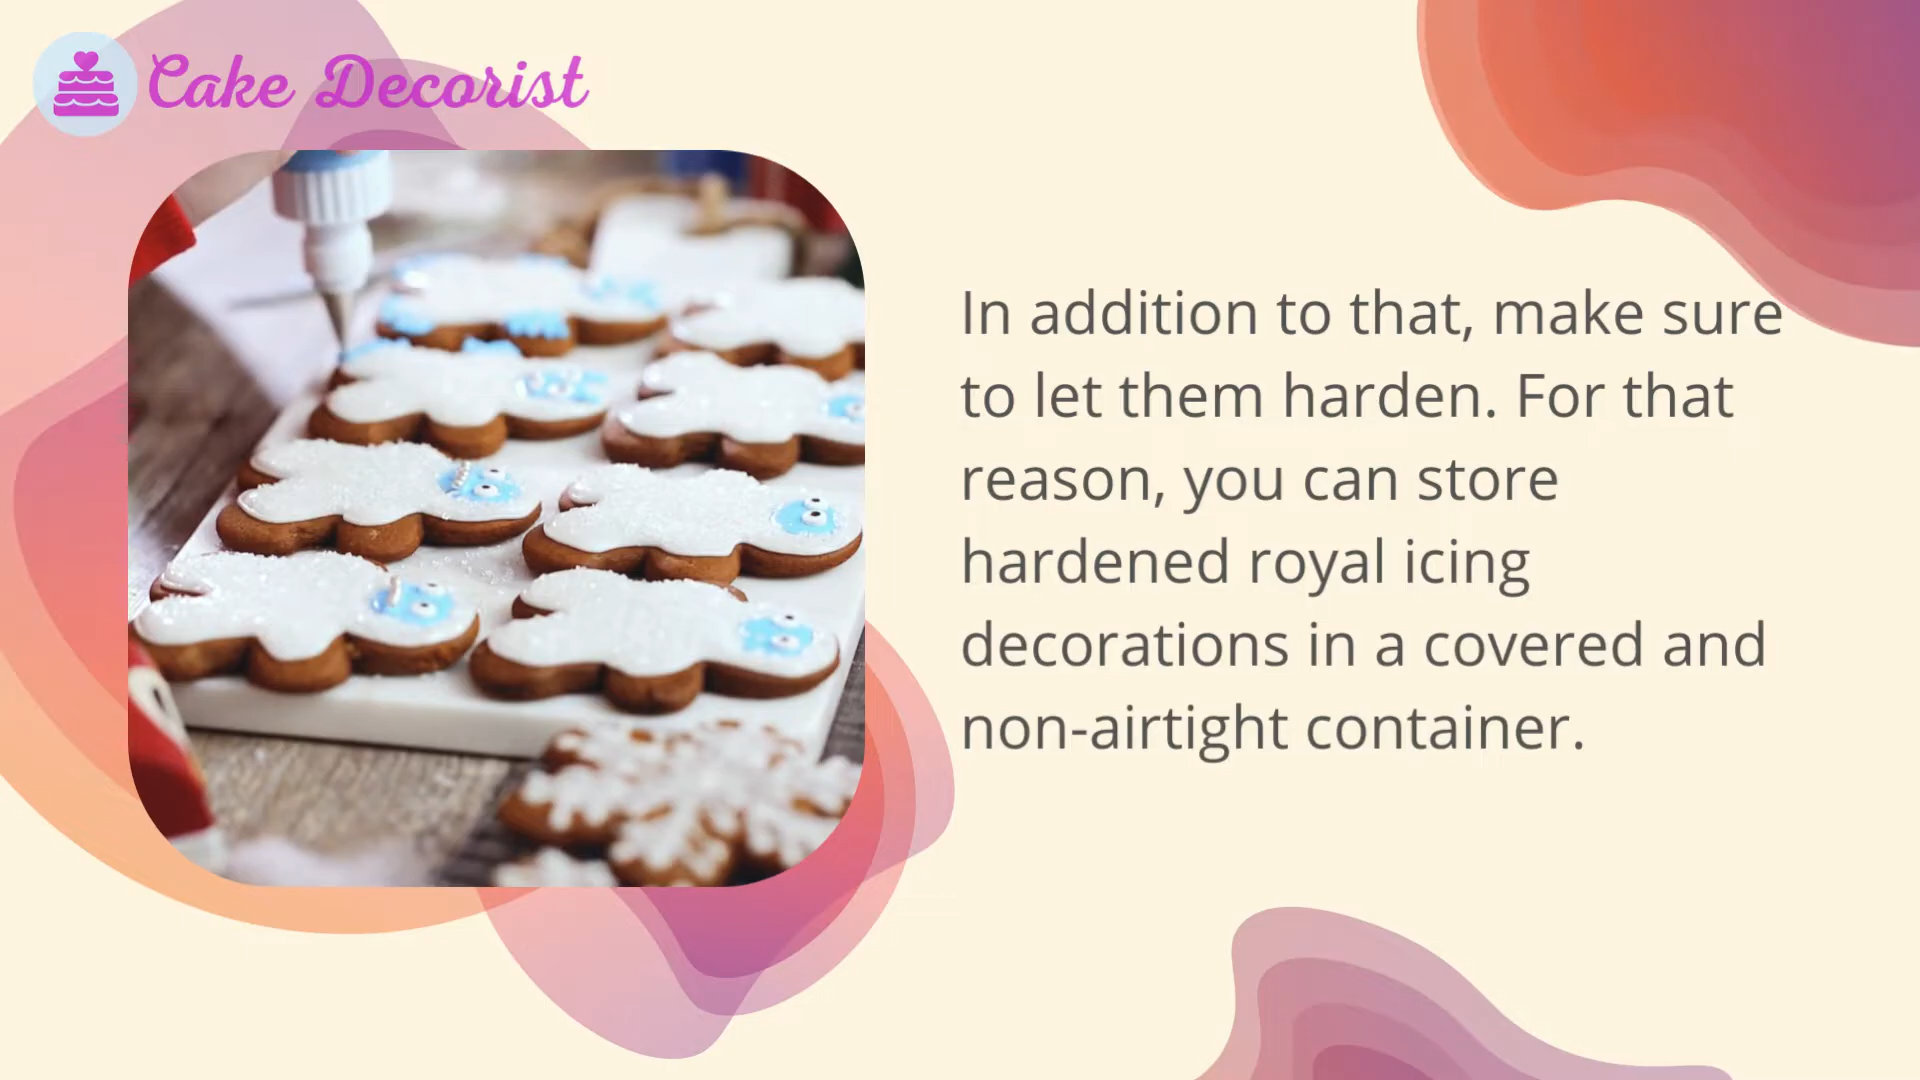 Cake Decorist
In addition to that, make sure
to let them harden. For that
reason, you can store
hardened royal icing
decorations in a covered and
non-airtight container.